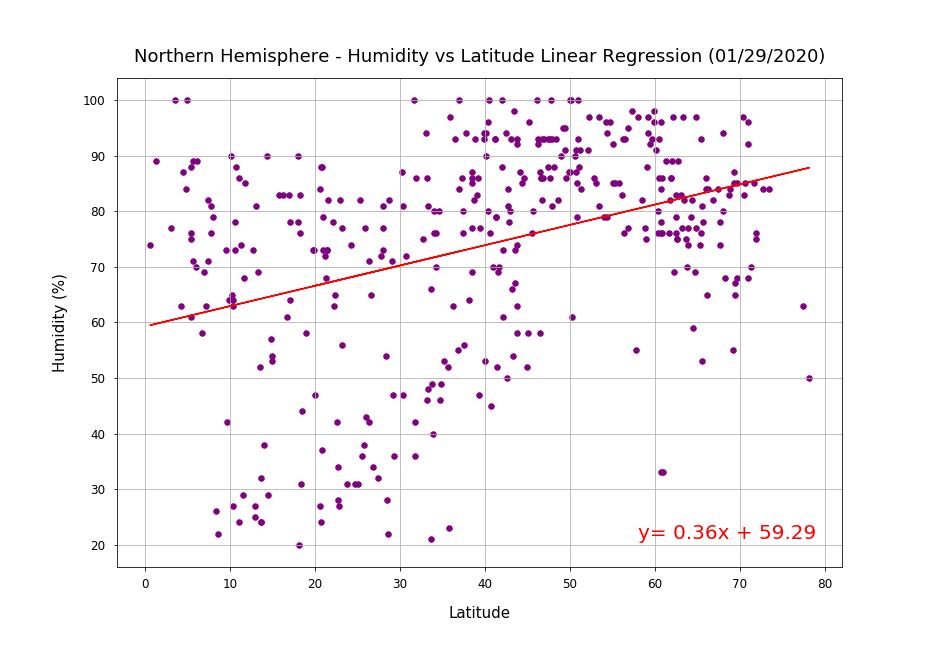 Northern Hemisphere - Humidity vs Latitude Linear Regression (01/29/2020)
100
90
80
70
60
50
40
30
20
Humidity (%)
y= 0.36x + 59.29
0 10 20 30 40 50 60 70 80
Latitude